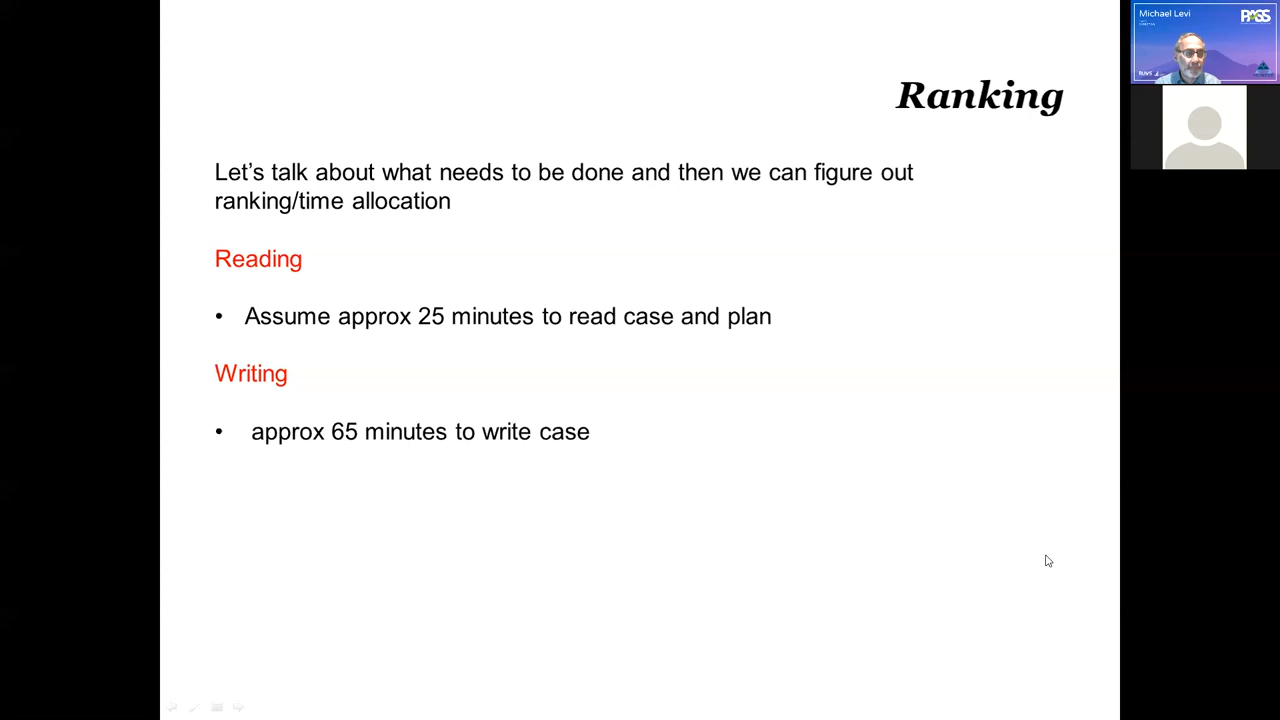 Ranking
Let's talk about what needs to be done and then we can figure out
ranking/time allocation
Reading
• Assume approx 25 minutes to read case and plan
Writing
• approx 65 minutes to write case
Michael Levi
PASS